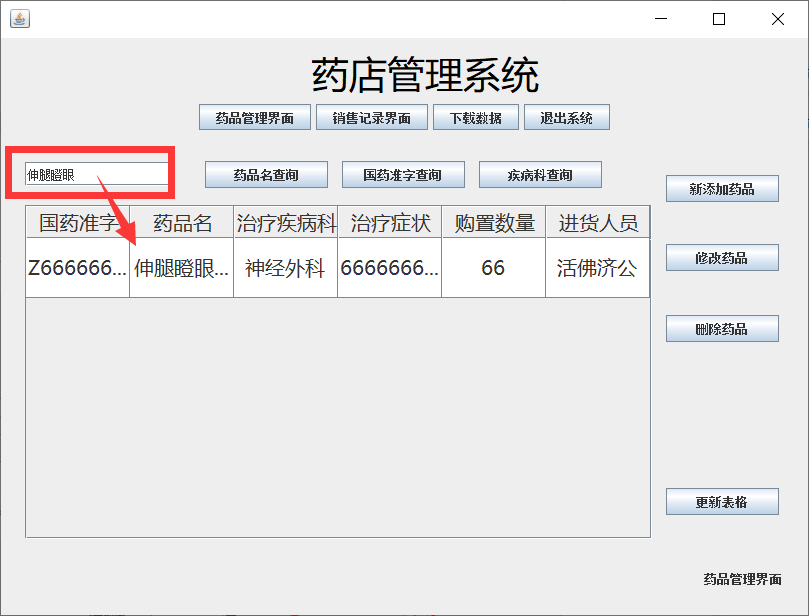 药店管理系统
药品管理界面 销售记录界面 下载数据 退出系统
伸腿瞪眼 药品名查询 国药准字查询 疾病科查询
新添加药品
国药准字 药品名 治疗疾病科 治疗症状 购置数量 进货人员
Z666666... 伸腿瞪眼... 神经外科 6666666... 66 活佛济公
修改药品
删除药品
更新表格
药品管理界面